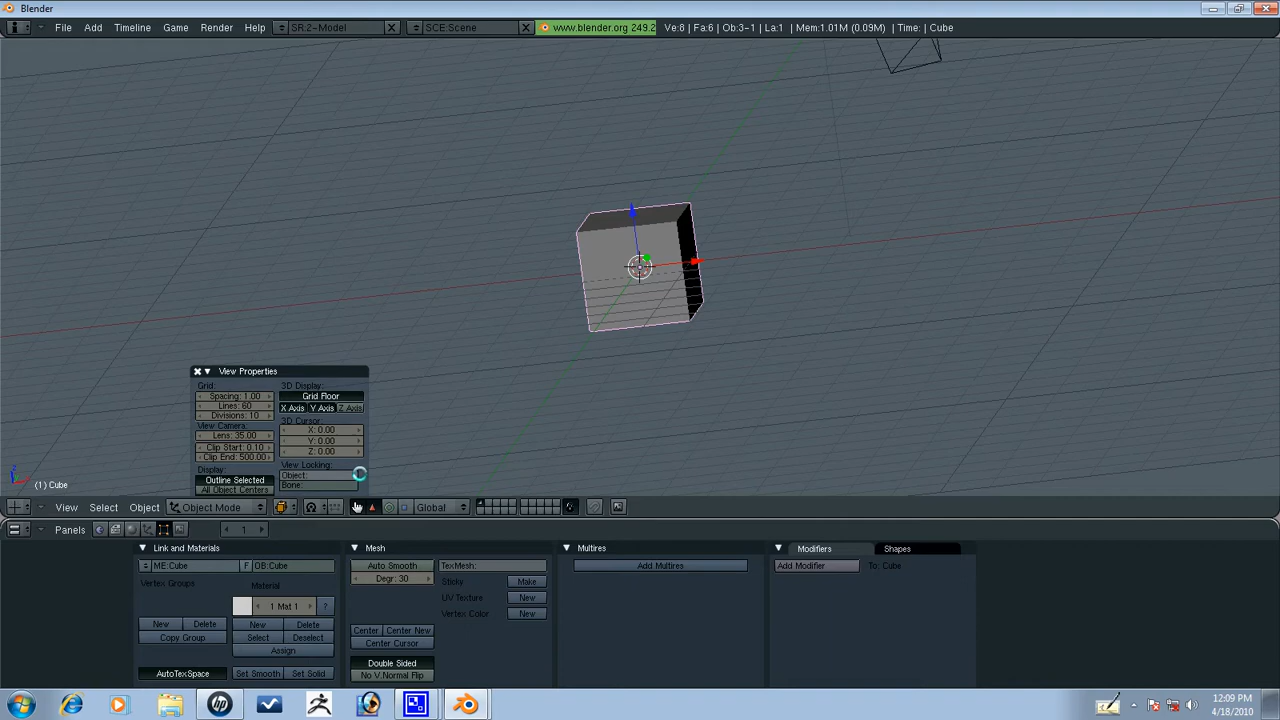 Blender
File Add Timeline Game Render Help SR:2-Model SCE:Scene www.blender.org 249.2 Ve:8 | Fa:6 | Ob:3-1 | La:1 | Mem:1.01M (0.09M) | Time: | Cube
View Properties
Grid: 3D Display:
Spacing: 1.00 Grid Floor
Lines: 60 X Axis Y Axis Z Axis
Divisions: 10
View Camera: 3D Cursor
Lens: 35.00 X: 0.00
Y: 0.00
Clip Start: 0.10 Z: 0.00
Clip End: 500.00
Display: View Locking:
Outline Selected Object:
All Object Centers Bone:
(1) Cube
View Select Object Object Mode Global
Panels 1
Link and Materials Mesh Multires Modifiers Shapes
ME:Cube F OB:Cube Auto Smooth TexMesh: Add Multires Add Modifier To: Cube
Vertex Groups Material Degr: 30 Sticky Make
1 Mat 1 ? UV Texture New
New Delete New Delete Vertex Color New
Copy Group Select Deselect Center Center New
Assign Center Cursor
Double Sided
AutoTexSpace Set Smooth Set Solid No V.Normal Flip
12:09 PM
4/18/2010